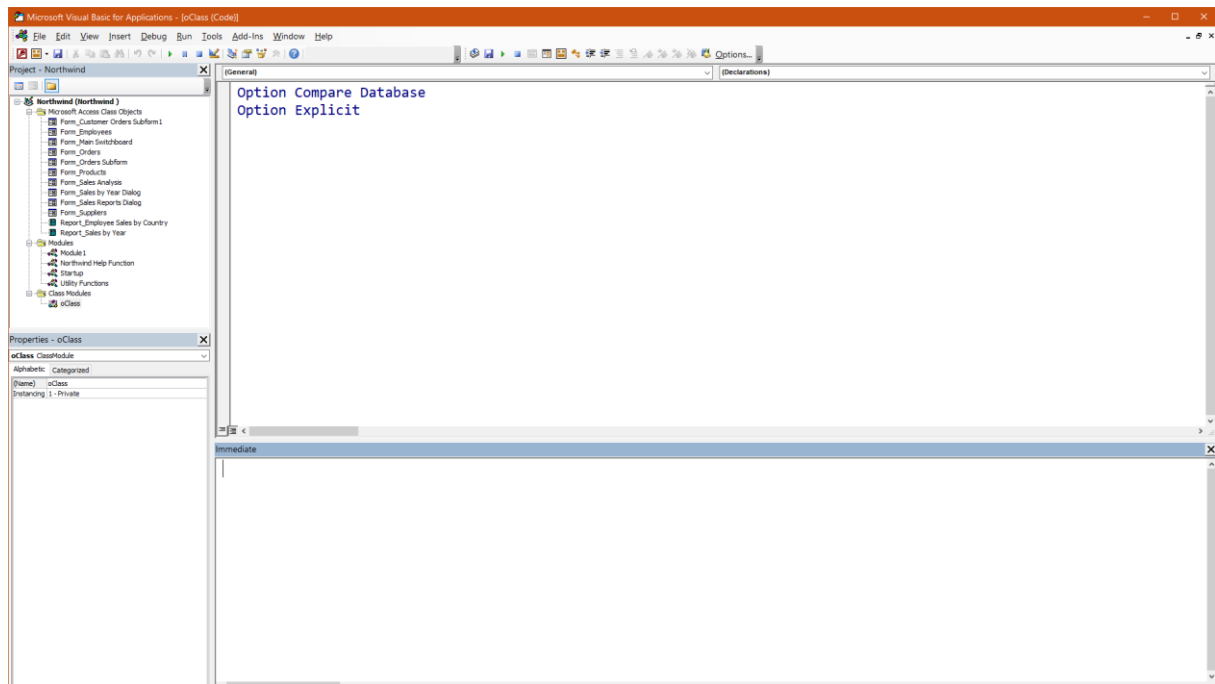 Microsoft Visual Basic for Applications - [oClass (Code)]
File Edit View Insert Debug Run Tools Add-Ins Window Help
Options...
Project - Northwind
Northwind (Northwind )
Microsoft Access Class Objects
Form_Customer Orders Subform1
Form_Employees
Form_Main Switchboard
Form_Orders
Form_Orders Subform
Form_Products
Form_Sales Analysis
Form_Sales by Year Dialog
Form_Sales Reports Dialog
Form_Suppliers
Report_Employee Sales by Country
Report_Sales by Year
Modules
Module1
Northwind Help Function
Startup
Utility Functions
Class Modules
oClass
Properties - oClass
oClass ClassModule
Alphabetic Categorized
(Name) oClass
Instancing 1 - Private
(General) (Declarations)
Option Compare Database
Option Explicit
Immediate